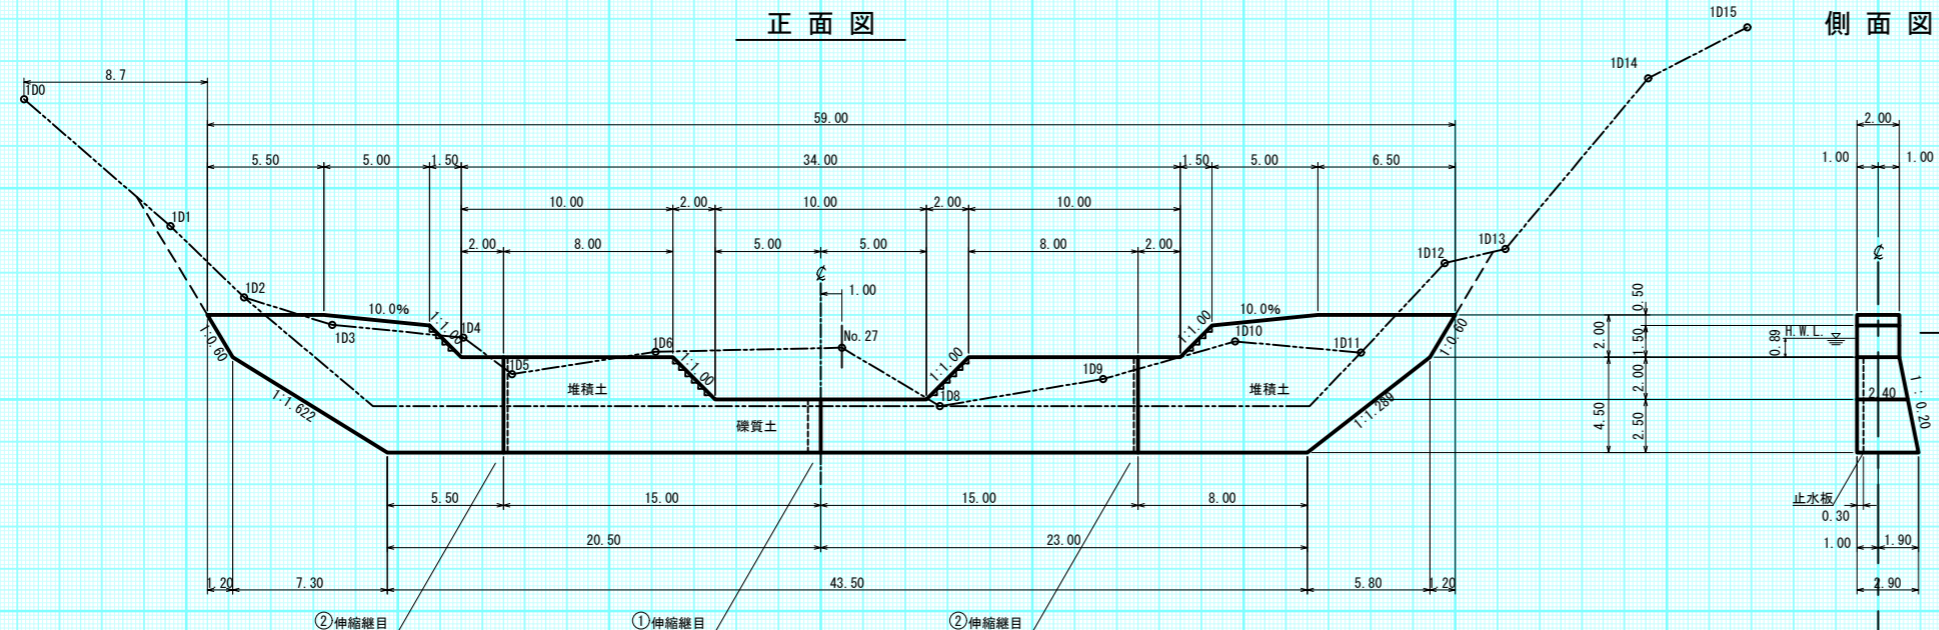 正面図
側面図
1D15
1D14
8.7
1D0
59.00
2.00
5.50 5.00 1.50 34.00 1.50 5.00 6.50
1.00 1.00
10.00 2.00 10.00 2.00 10.00
1D1
2.00 8.00 5.00 5.00 8.00 2.00
1D12 1D13
℄ ℄
1.00
1D2
10.0% 10.0%
0.50
1D3 1:1.00 1D4 No.27 1:1.00 1D10
1:0.60 1:0.60
2.00 1.50 0.89 H.W.L.
1D5 1D6 1D11
1:1.00 1:1.00
1D9
堆積土 堆積土
1D8
2.00 2.40
1:1.622 1:1.289 1:0.20
礫質土
4.50 2.50
5.50 15.00 15.00 8.00
止水板
0.30
20.50 23.00
1.00 1.90
1.20 7.30 43.50 5.80 1.20
2.90
②伸縮継目 ①伸縮継目 ②伸縮継目